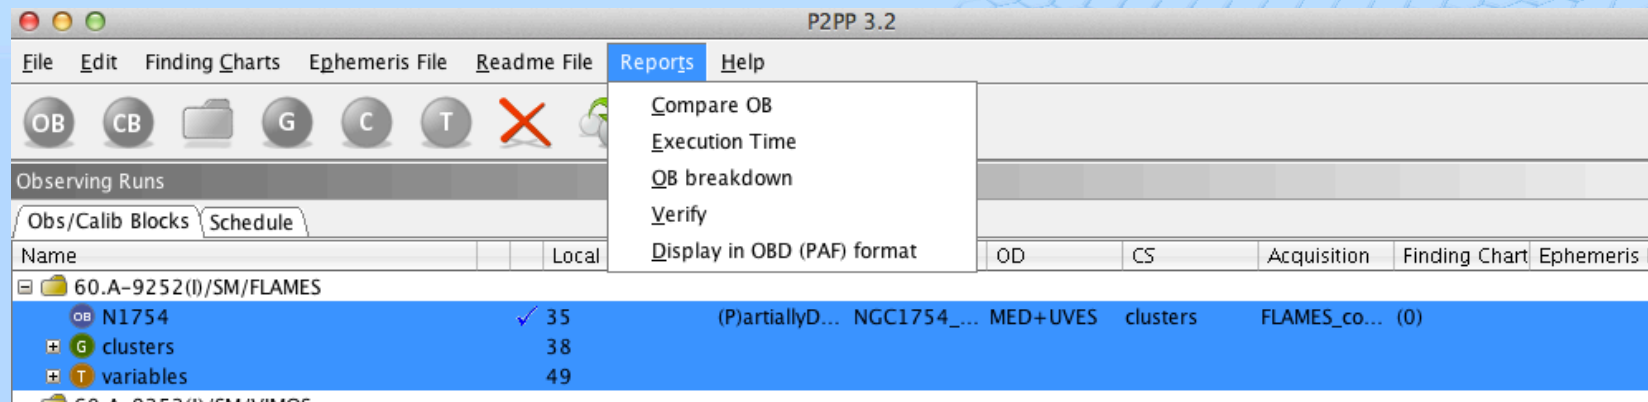 P2PP 3.2
File Edit Finding Charts Ephemeris File Readme File Reports Help
OB CB G C T
Compare OB
Execution Time
OB breakdown
Verify
Display in OBD (PAF) format
Observing Runs
Obs/Calib Blocks Schedule
Name Local OD CS Acquisition Finding Chart Ephemeris
60.A-9252(I)/SM/FLAMES
OB N1754 35 (P)artiallyD... NGC1754_... MED+UVES clusters FLAMES_co... (0)
G clusters 38
T variables 49